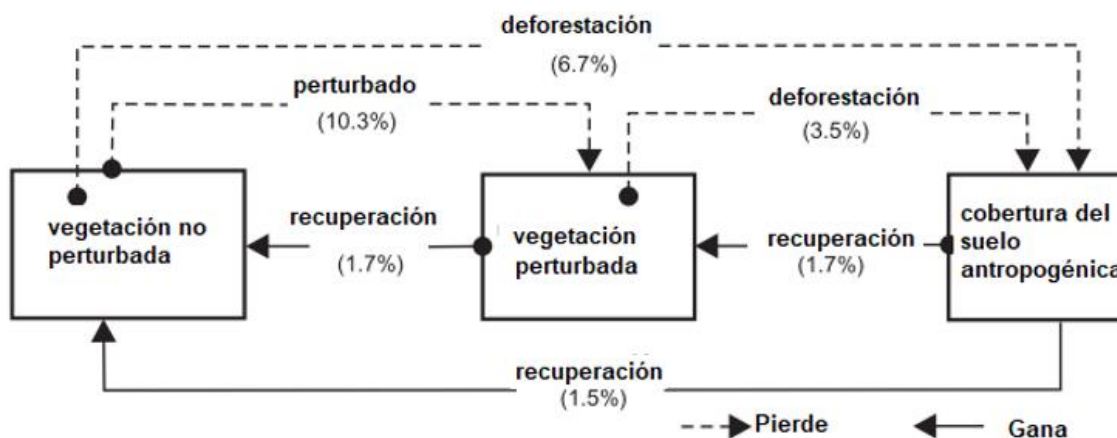 deforestación
(6.7%)
perturbado
(10.3%)
deforestación
(3.5%)
vegetación no
perturbada
recuperación
(1.7%)
vegetación
perturbada
recuperación
(1.7%)
cobertura del
suelo
antropogénica
recuperación
(1.5%)
Pierde
Gana